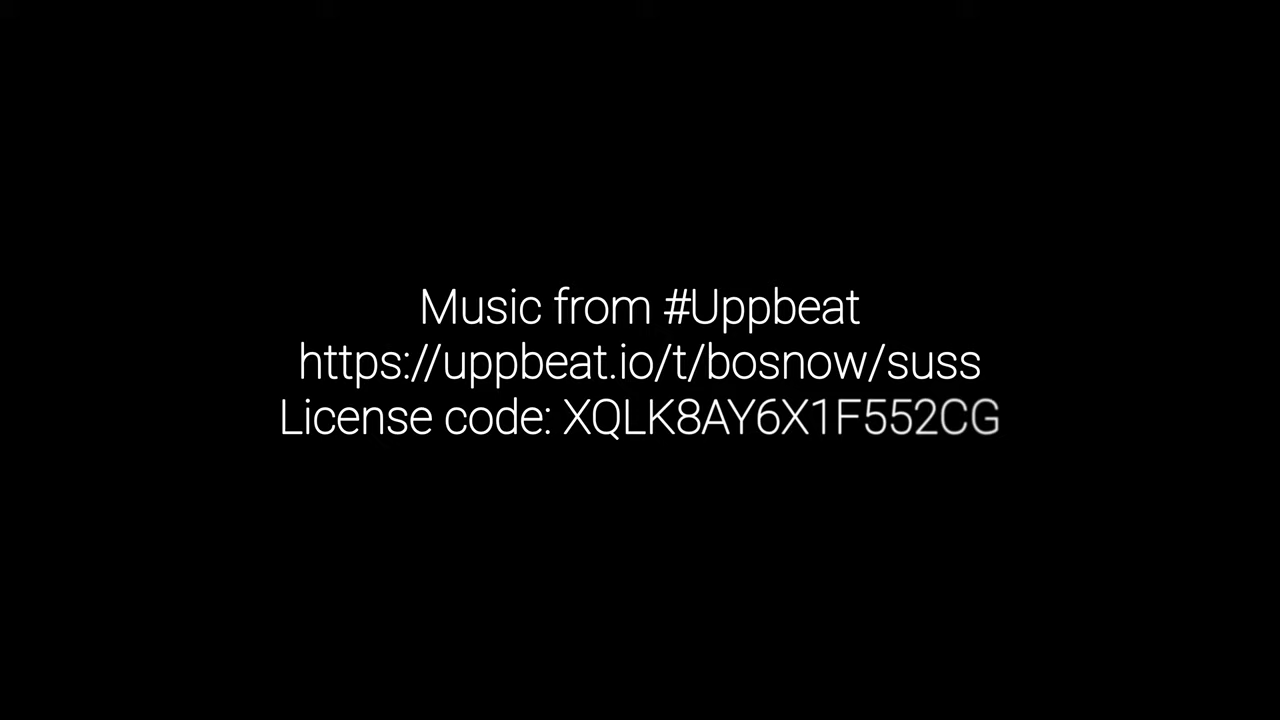 Music from #Uppbeat
https://uppbeat.io/t/bosnow/suss
License code: XQLK8AY6X1F552CG